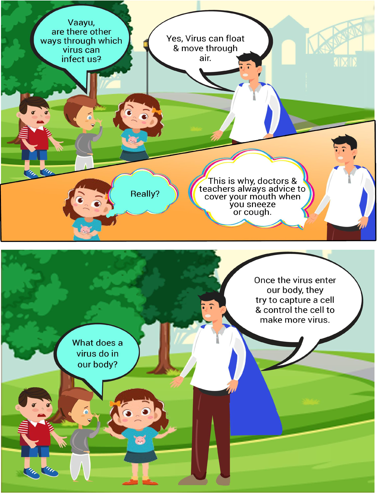 Vaayu,
are there other
ways through which
virus can
infect us?
Yes, Virus can float
& move through
air.
Really?
This is why, doctors &
teachers always advice to
cover your mouth when
you sneeze
or cough.
What does a
virus do in
our body?
Once the virus enter
our body, they
try to capture a cell
& control the cell to
make more virus.